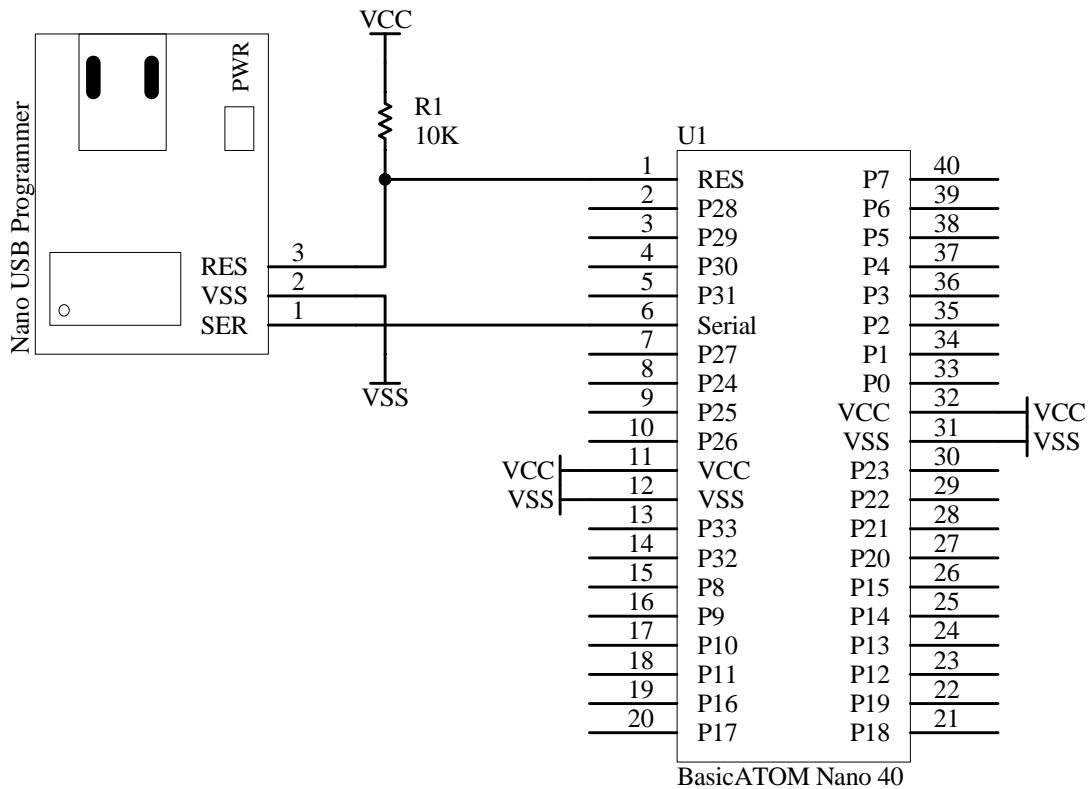 VCC
PWR
Nano USB Programmer
R1
10K
RES 3
VSS 2
SER 1
VSS
U1
1 RES P7 40
2 P28 P6 39
3 P29 P5 38
4 P30 P4 37
5 P31 P3 36
6 Serial P2 35
7 P27 P1 34
8 P24 P0 33
9 P25 VCC 32 VCC
10 P26 VSS 31 VSS
VCC 11 VCC P23 30
VSS 12 VSS P22 29
13 P33 P21 28
14 P32 P20 27
15 P8 P15 26
16 P9 P14 25
17 P10 P13 24
18 P11 P12 23
19 P16 P19 22
20 P17 P18 21
BasicATOM Nano 40